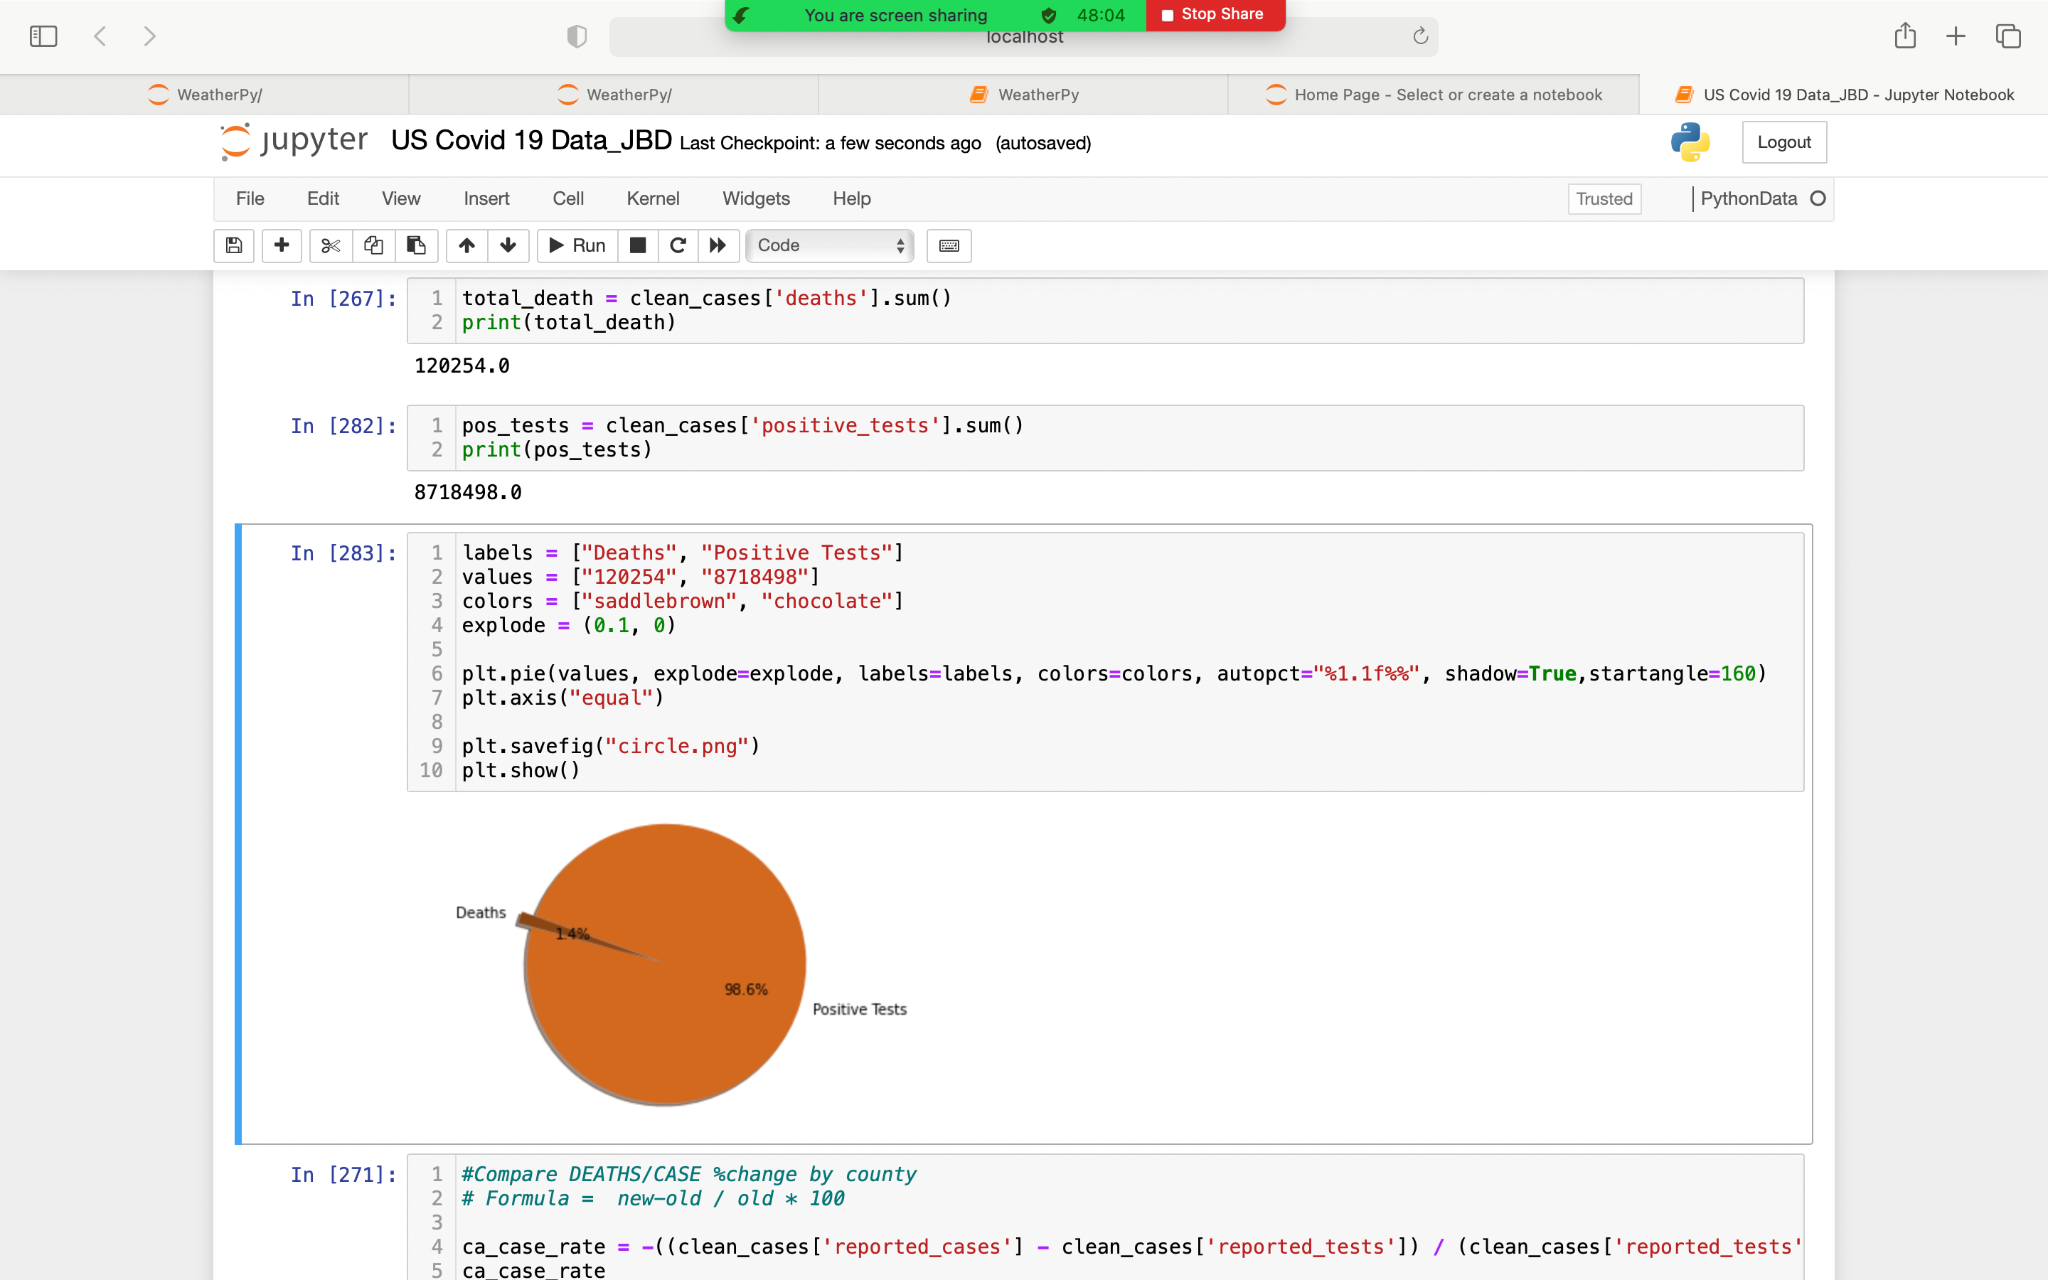 You are screen sharing 48:04 Stop Share
localhost
WeatherPy/ WeatherPy/ WeatherPy Home Page - Select or create a notebook US Covid 19 Data_JBD - Jupyter Notebook
jupyter US Covid 19 Data_JBD Last Checkpoint: a few seconds ago (autosaved) Logout
File Edit View Insert Cell Kernel Widgets Help Trusted PythonData
Run Code
In [267]: 1 total_death = clean_cases['deaths'].sum()
2 print(total_death)
120254.0
In [282]: 1 pos_tests = clean_cases['positive_tests'].sum()
2 print(pos_tests)
8718498.0
In [283]: 1 labels = ["Deaths", "Positive Tests"]
2 values = ["120254", "8718498"]
3 colors = ["saddlebrown", "chocolate"]
4 explode = (0.1, 0)
5
6 plt.pie(values, explode=explode, labels=labels, colors=colors, autopct="%1.1f%%", shadow=True,startangle=160)
7 plt.axis("equal")
8
9 plt.savefig("circle.png")
10 plt.show()
Deaths
1.4%
98.6%
Positive Tests
In [271]: 1 #Compare DEATHS/CASE %change by county
2 # Formula = new-old / old * 100
3
4 ca_case_rate = -((clean_cases['reported_cases'] - clean_cases['reported_tests']) / (clean_cases['reported_tests'
5 ca_case_rate